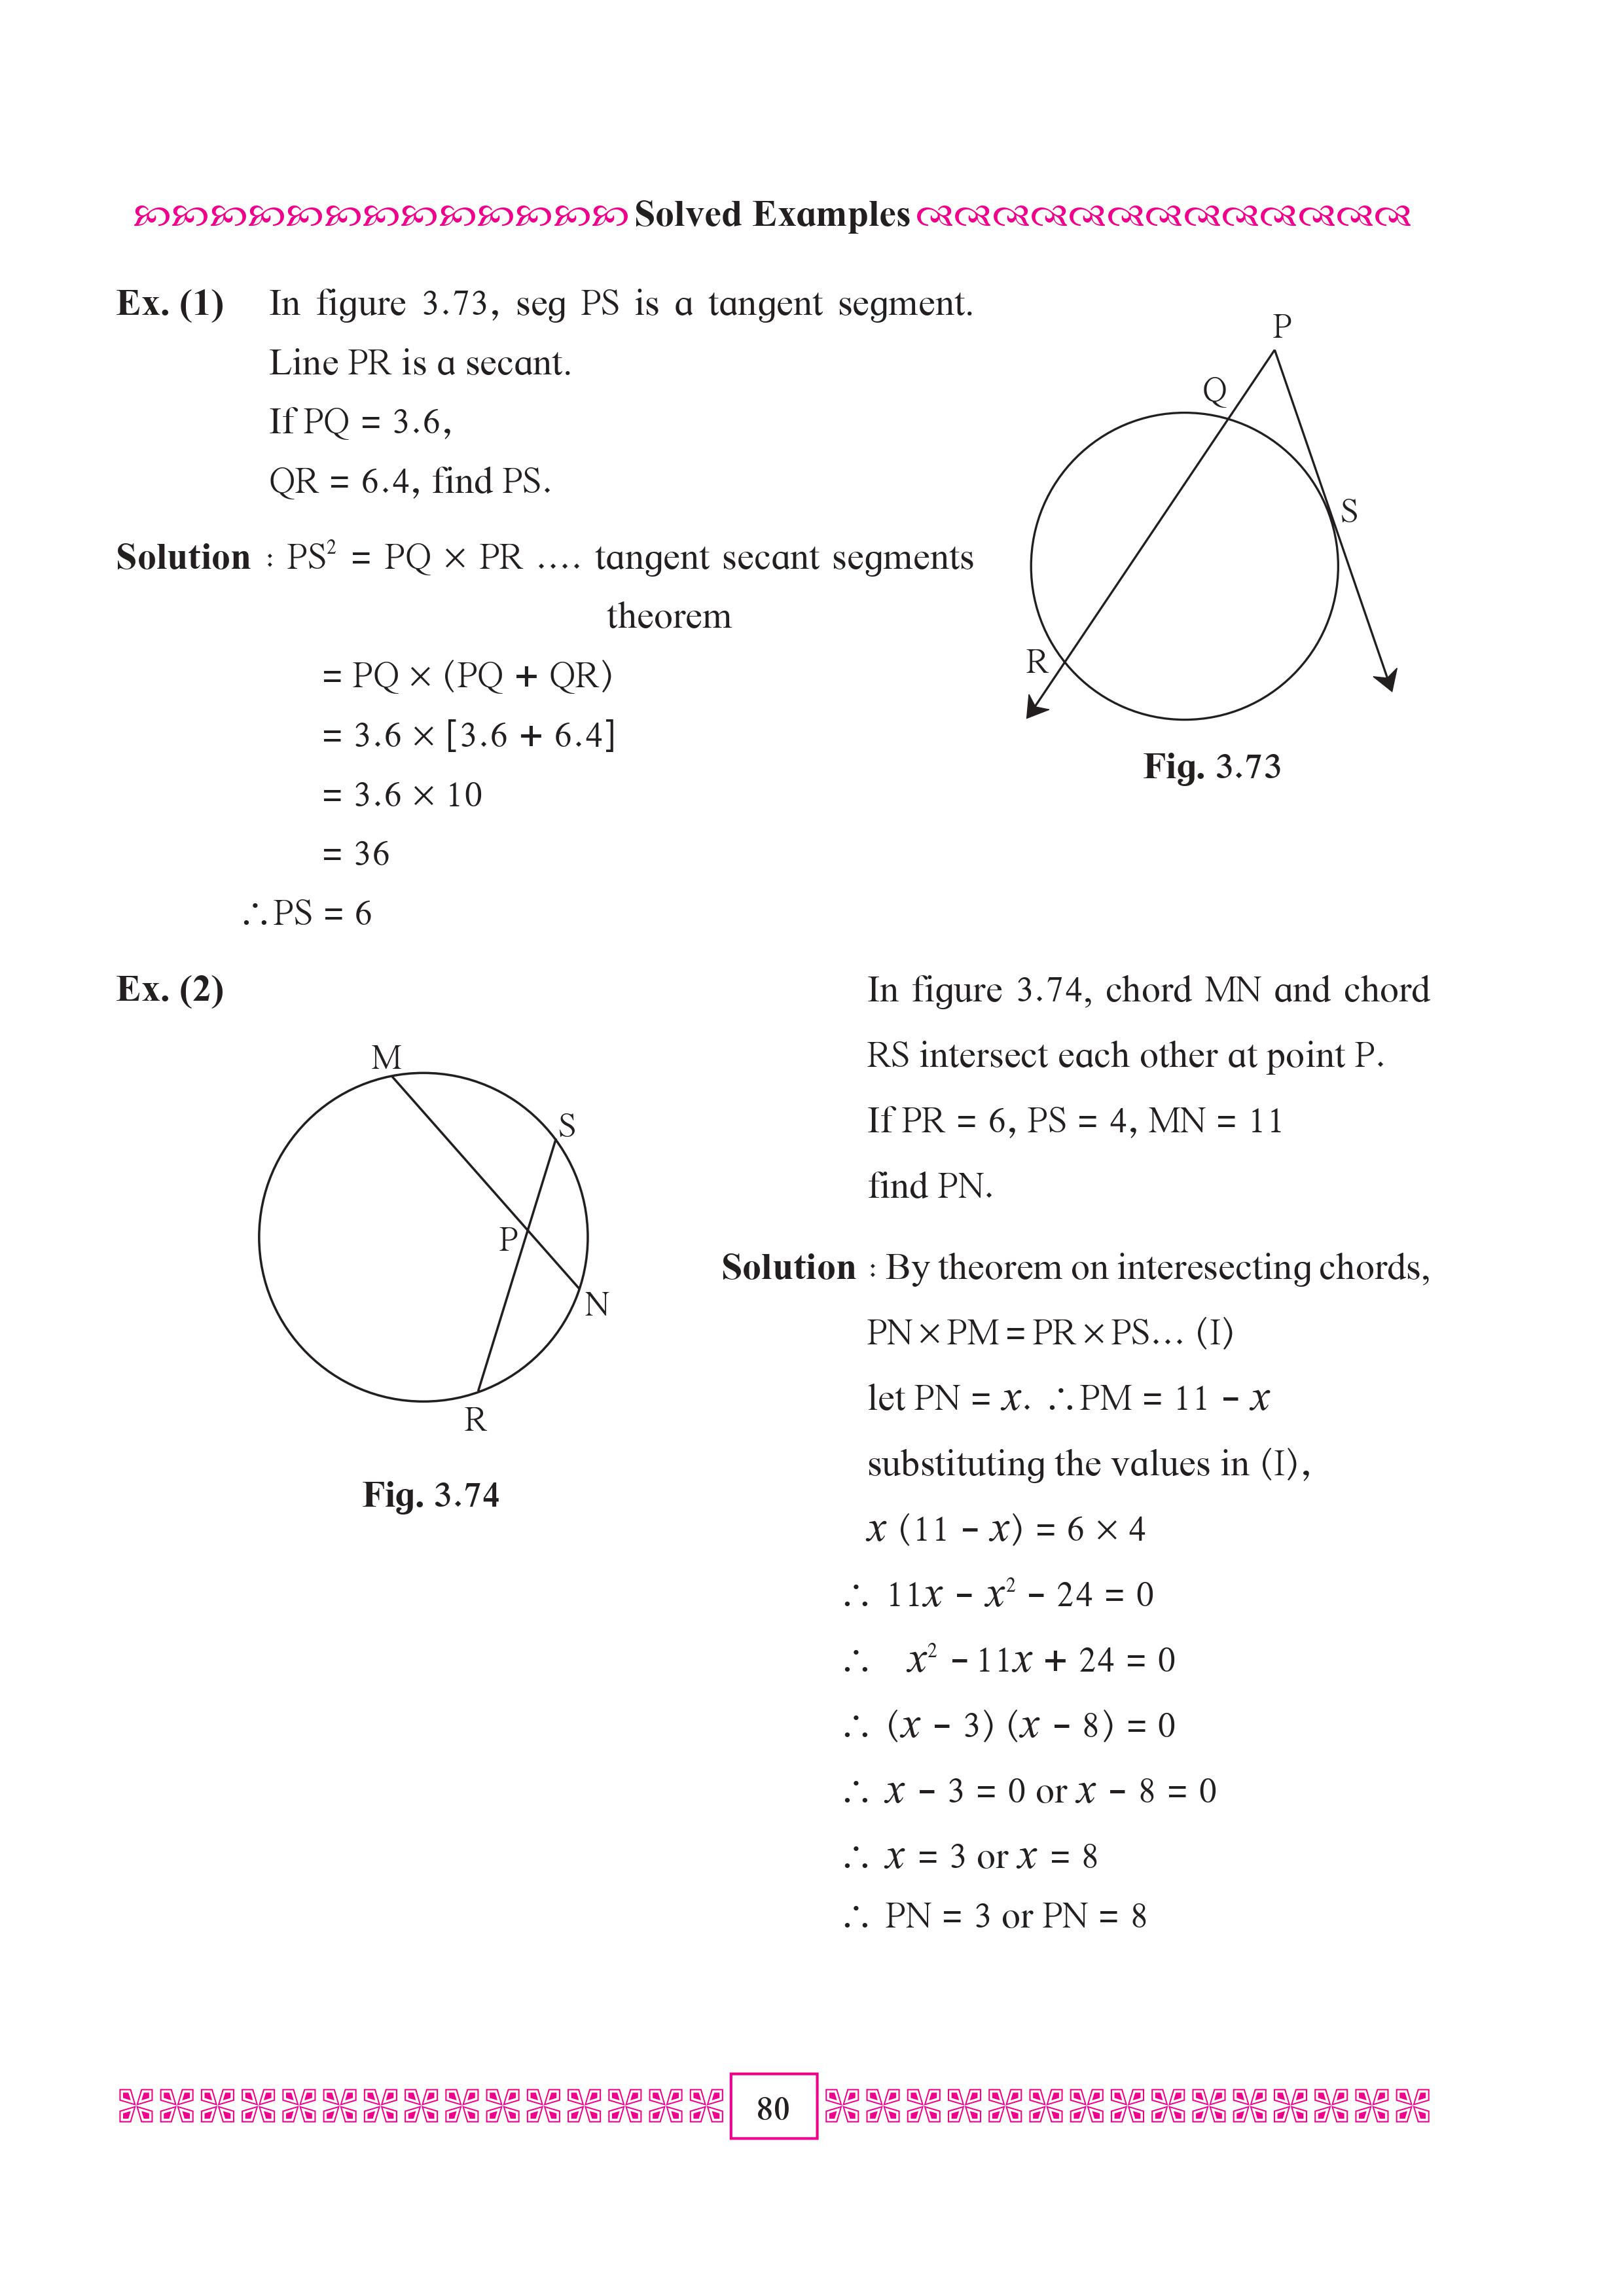 Solved Examples
Ex. (1) In figure 3.73, seg PS is a tangent segment.
Line PR is a secant.
If PQ = 3.6,
QR = 6.4, find PS.
Solution : PS² = PQ × PR .... tangent secant segments
theorem
= PQ × (PQ + QR)
= 3.6 × [3.6 + 6.4]
= 3.6 × 10
= 36
∴ PS = 6
P
Q
S
R
Fig. 3.73
Ex. (2)
M
S
P
N
R
Fig. 3.74
In figure 3.74, chord MN and chord
RS intersect each other at point P.
If PR = 6, PS = 4, MN = 11
find PN.
Solution : By theorem on interesecting chords,
PN × PM = PR × PS... (I)
let PN = x. ∴ PM = 11 - x
substituting the values in (I),
x (11 - x) = 6 × 4
∴ 11x - x² - 24 = 0
∴ x² - 11x + 24 = 0
∴ (x - 3) (x - 8) = 0
∴ x - 3 = 0 or x - 8 = 0
∴ x = 3 or x = 8
∴ PN = 3 or PN = 8
80